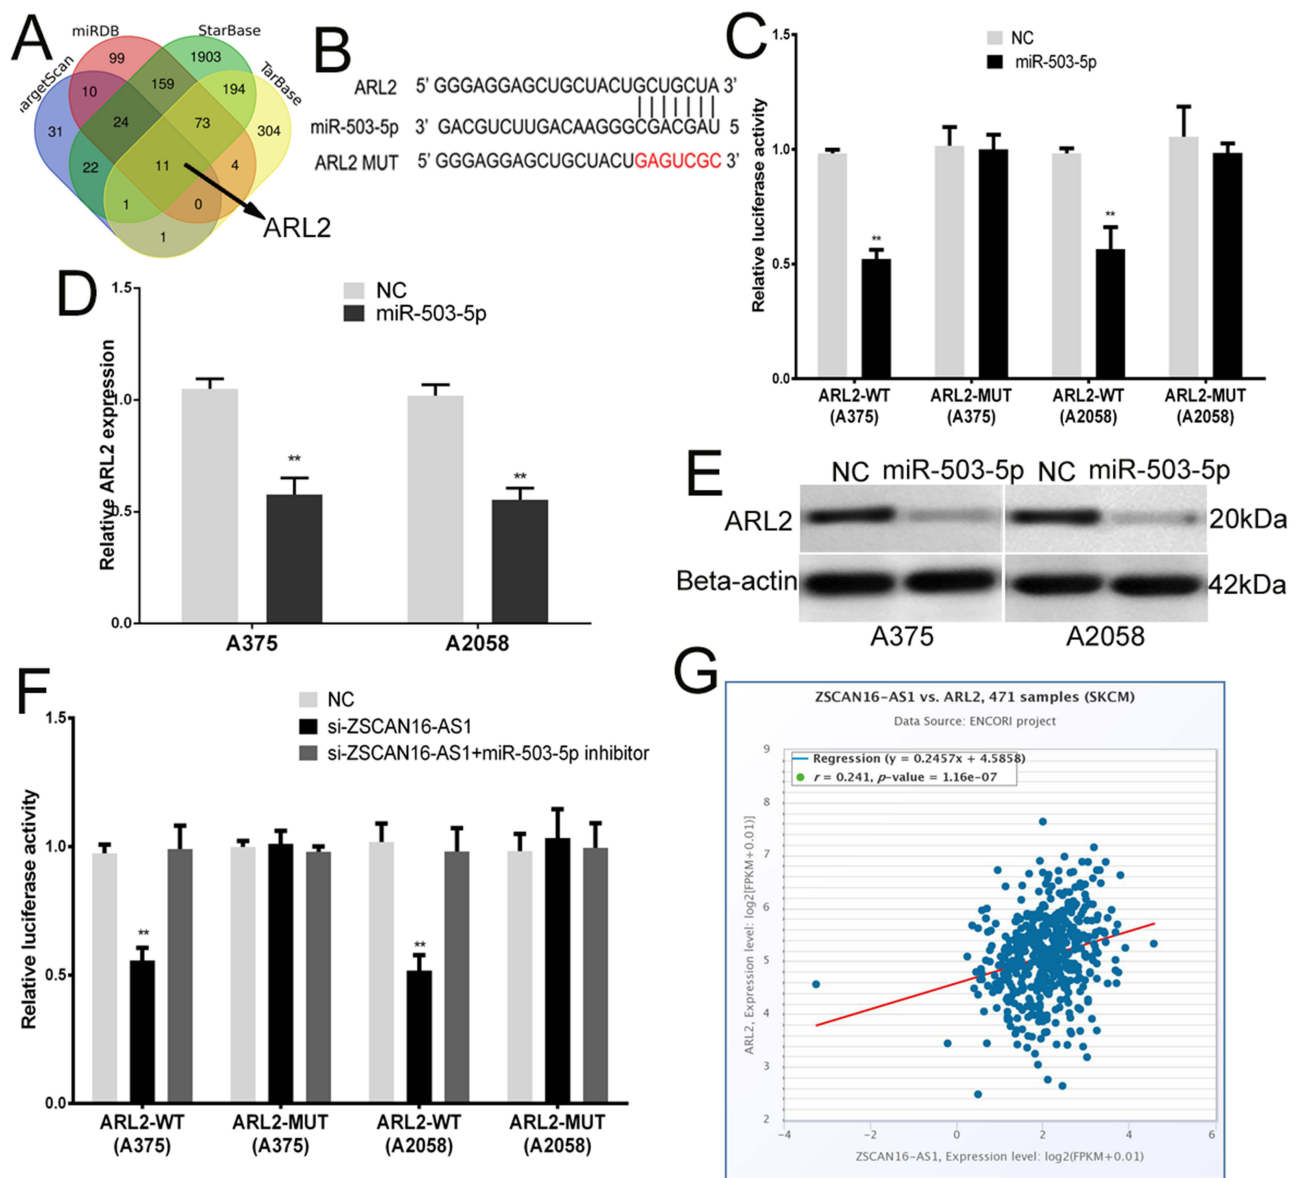 A
miRDB
StarBase
argetScan
TarBase
99
1903
10
159
194
31
24
73
304
22
11
4
1
0
1
ARL2
B
ARL2 5' GGGAGGAGCUGCUACUGCUGCUA 3'
miR-503-5p 3' GACGUCUUGACAAGGGCGACGAU 5
ARL2 MUT 5' GGGAGGAGCUGCUACUGAGUCGC 3'
C
NC
miR-503-5p
Relative luciferase activity
1.5
1.0
0.5
0.0
**
**
ARL2-WT (A375)
ARL2-MUT (A375)
ARL2-WT (A2058)
ARL2-MUT (A2058)
D
NC
miR-503-5p
Relative ARL2 expression
1.5
1.0
0.5
0.0
**
**
A375
A2058
E
NC miR-503-5p NC miR-503-5p
ARL2 20kDa
Beta-actin 42kDa
A375 A2058
F
NC
si-ZSCAN16-AS1
si-ZSCAN16-AS1+miR-503-5p inhibitor
Relative luciferase activity
1.5
1.0
0.5
0.0
**
**
ARL2-WT (A375)
ARL2-MUT (A375)
ARL2-WT (A2058)
ARL2-MUT (A2058)
G
ZSCAN16-AS1 vs. ARL2, 471 samples (SKCM)
Data Source: ENCORI project
Regression (y = 0.2457x + 4.5858)
r = 0.241, p-value = 1.16e-07
ARL2, Expression level: log2[FPKM+0.01)]
9
8
7
6
5
4
3
2
-4 -2 0 2 4 6
ZSCAN16-AS1, Expression level: log2(FPKM+0.01)